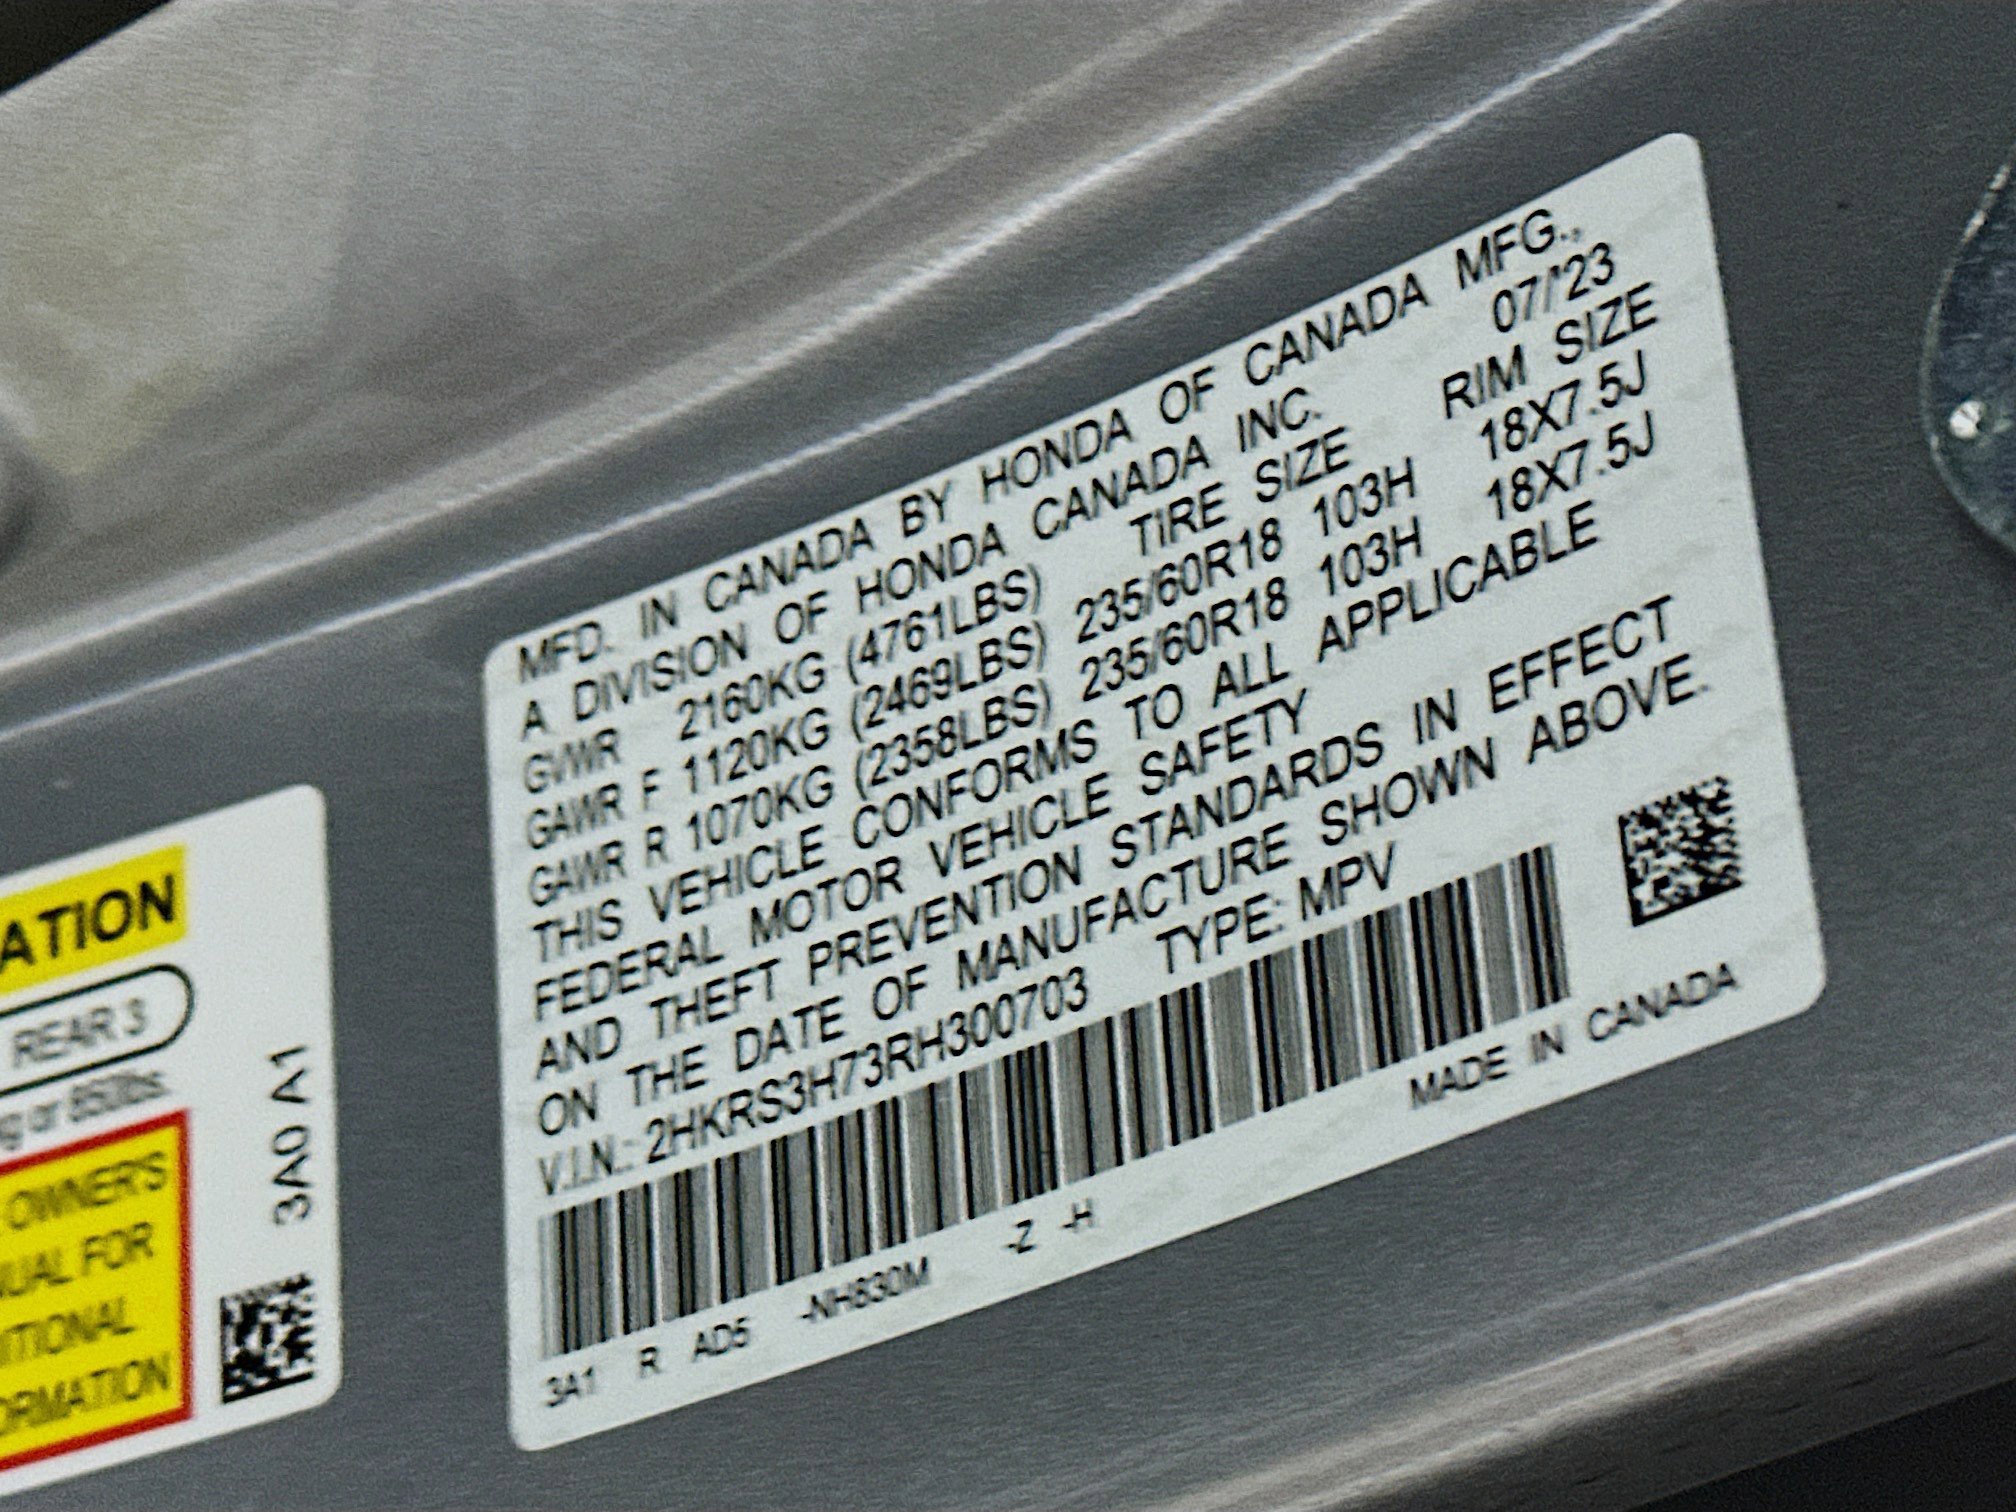 MFD. IN CANADA BY HONDA OF CANADA MFG.,
A DIVISION OF HONDA CANADA INC. 07/'23
GVWR 2160KG (4761LBS) TIRE SIZE RIM SIZE
GAWR F 1120KG (2469LBS) 235/60R18 103H 18X7.5J
GAWR R 1070KG (2358LBS) 235/60R18 103H 18X7.5J
THIS VEHICLE CONFORMS TO ALL APPLICABLE
FEDERAL MOTOR VEHICLE SAFETY
AND THEFT PREVENTION STANDARDS IN EFFECT
ON THE DATE OF MANUFACTURE SHOWN ABOVE.
V.I.N.: 2HKRS3H73RH300703 TYPE: MPV
3A1 R AD5 -NH830M -Z -H MADE IN CANADA
ATION
REAR 3
g or 850lbs.
OWNER'S
NUAL FOR
ITIONAL
ORMATION
3A0 A1